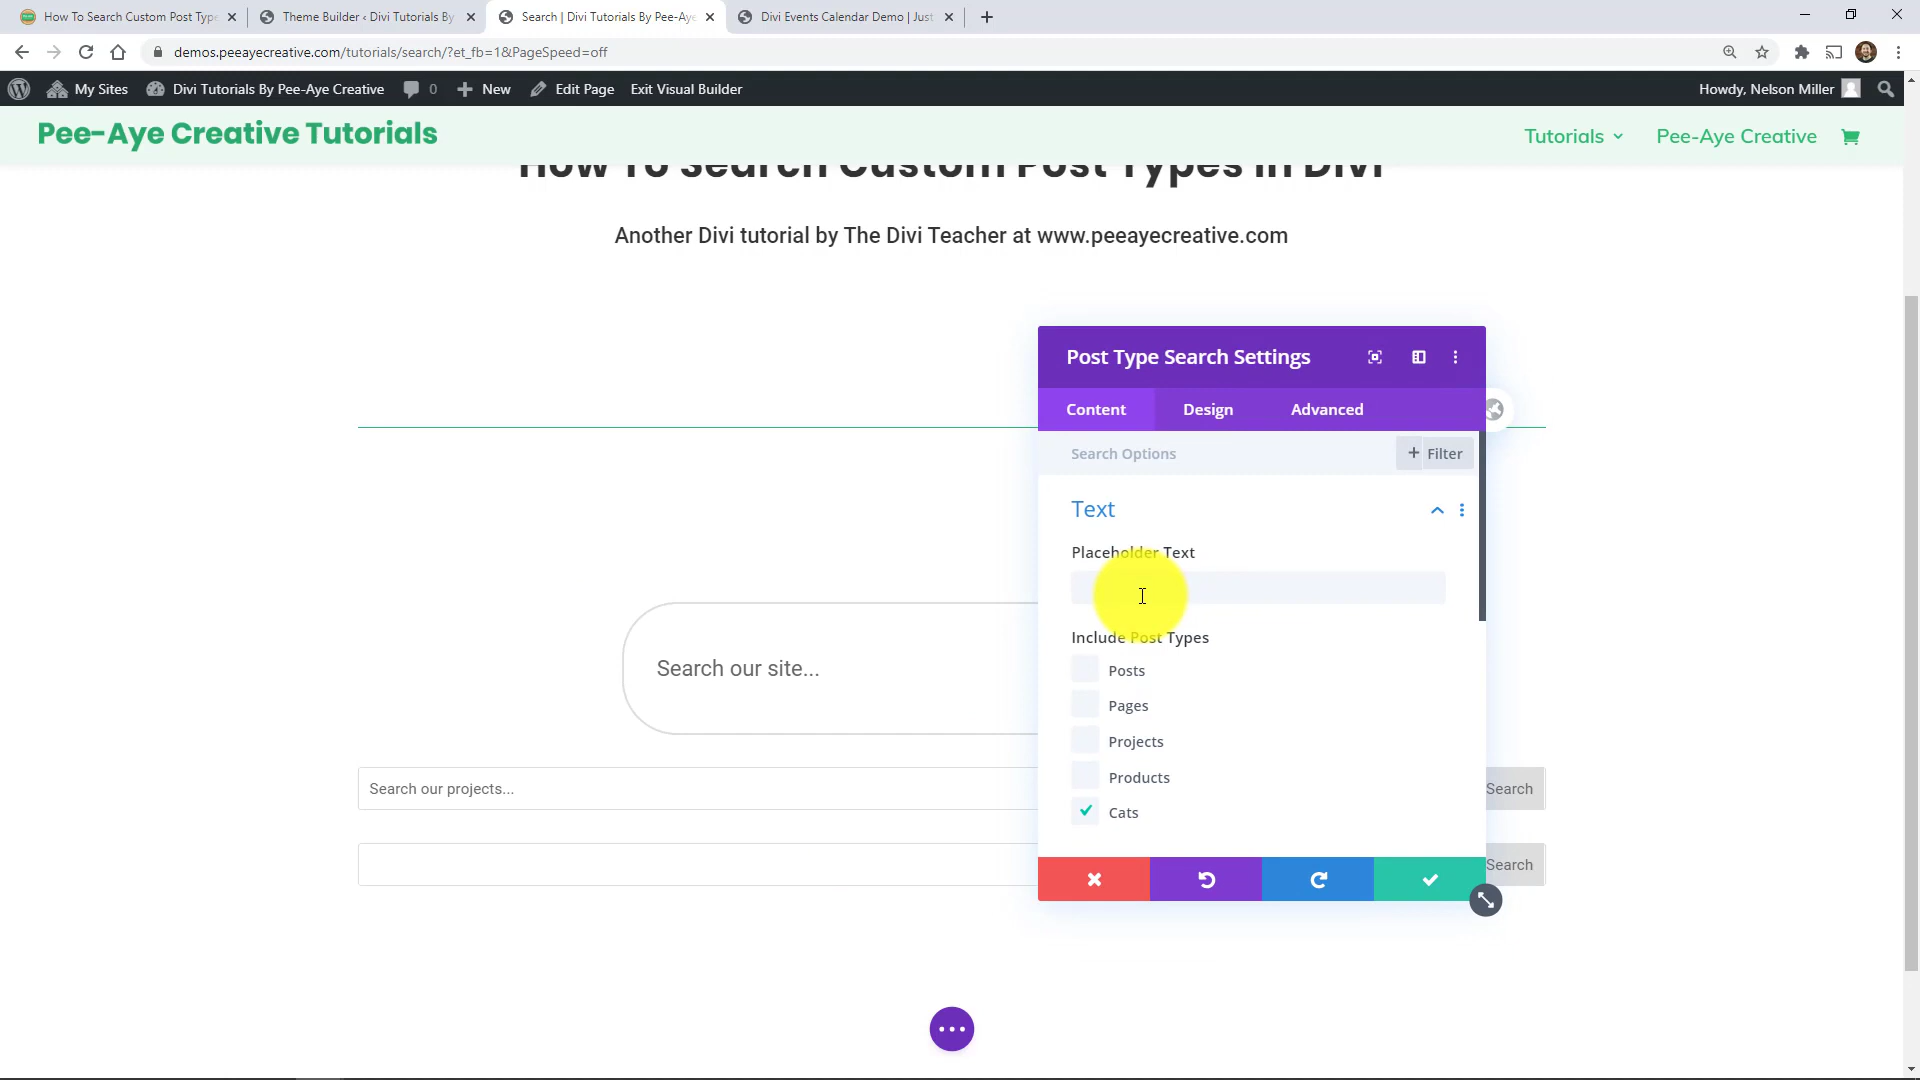 How To Search Custom Post Type
Theme Builder ‹ Divi Tutorials By
Search | Divi Tutorials By Pee-Aye
Divi Events Calendar Demo | Just
demos.peeayecreative.com/tutorials/search/?et_fb=1&PageSpeed=off
My Sites
Divi Tutorials By Pee-Aye Creative
0
New
Edit Page
Exit Visual Builder
Howdy, Nelson Miller
Pee-Aye Creative Tutorials
Tutorials
Pee-Aye Creative
How To Search Custom Post Types In Divi
Another Divi tutorial by The Divi Teacher at www.peeayecreative.com
Post Type Search Settings
Content
Design
Advanced
Search Options
+ Filter
Text
Placeholder Text
Include Post Types
Posts
Pages
Projects
Products
Cats
Search our site...
Search our projects...
Search
Search